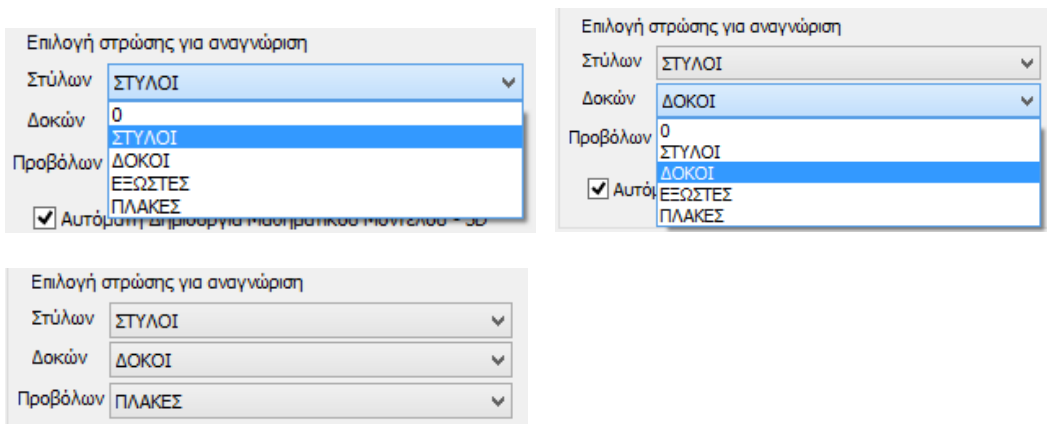 Επιλογή στρώσης για αναγνώριση
Στύλων ΣΤΥΛΟΙ
Δοκών 0
ΣΤΥΛΟΙ
Προβόλων ΔΟΚΟΙ
ΕΞΩΣΤΕΣ
ΠΛΑΚΕΣ
Επιλογή στρώσης για αναγνώριση
Στύλων ΣΤΥΛΟΙ
Δοκών ΔΟΚΟΙ
Προβόλων 0
ΣΤΥΛΟΙ
ΔΟΚΟΙ
ΕΞΩΣΤΕΣ
ΠΛΑΚΕΣ
Επιλογή στρώσης για αναγνώριση
Στύλων ΣΤΥΛΟΙ
Δοκών ΔΟΚΟΙ
Προβόλων ΠΛΑΚΕΣ